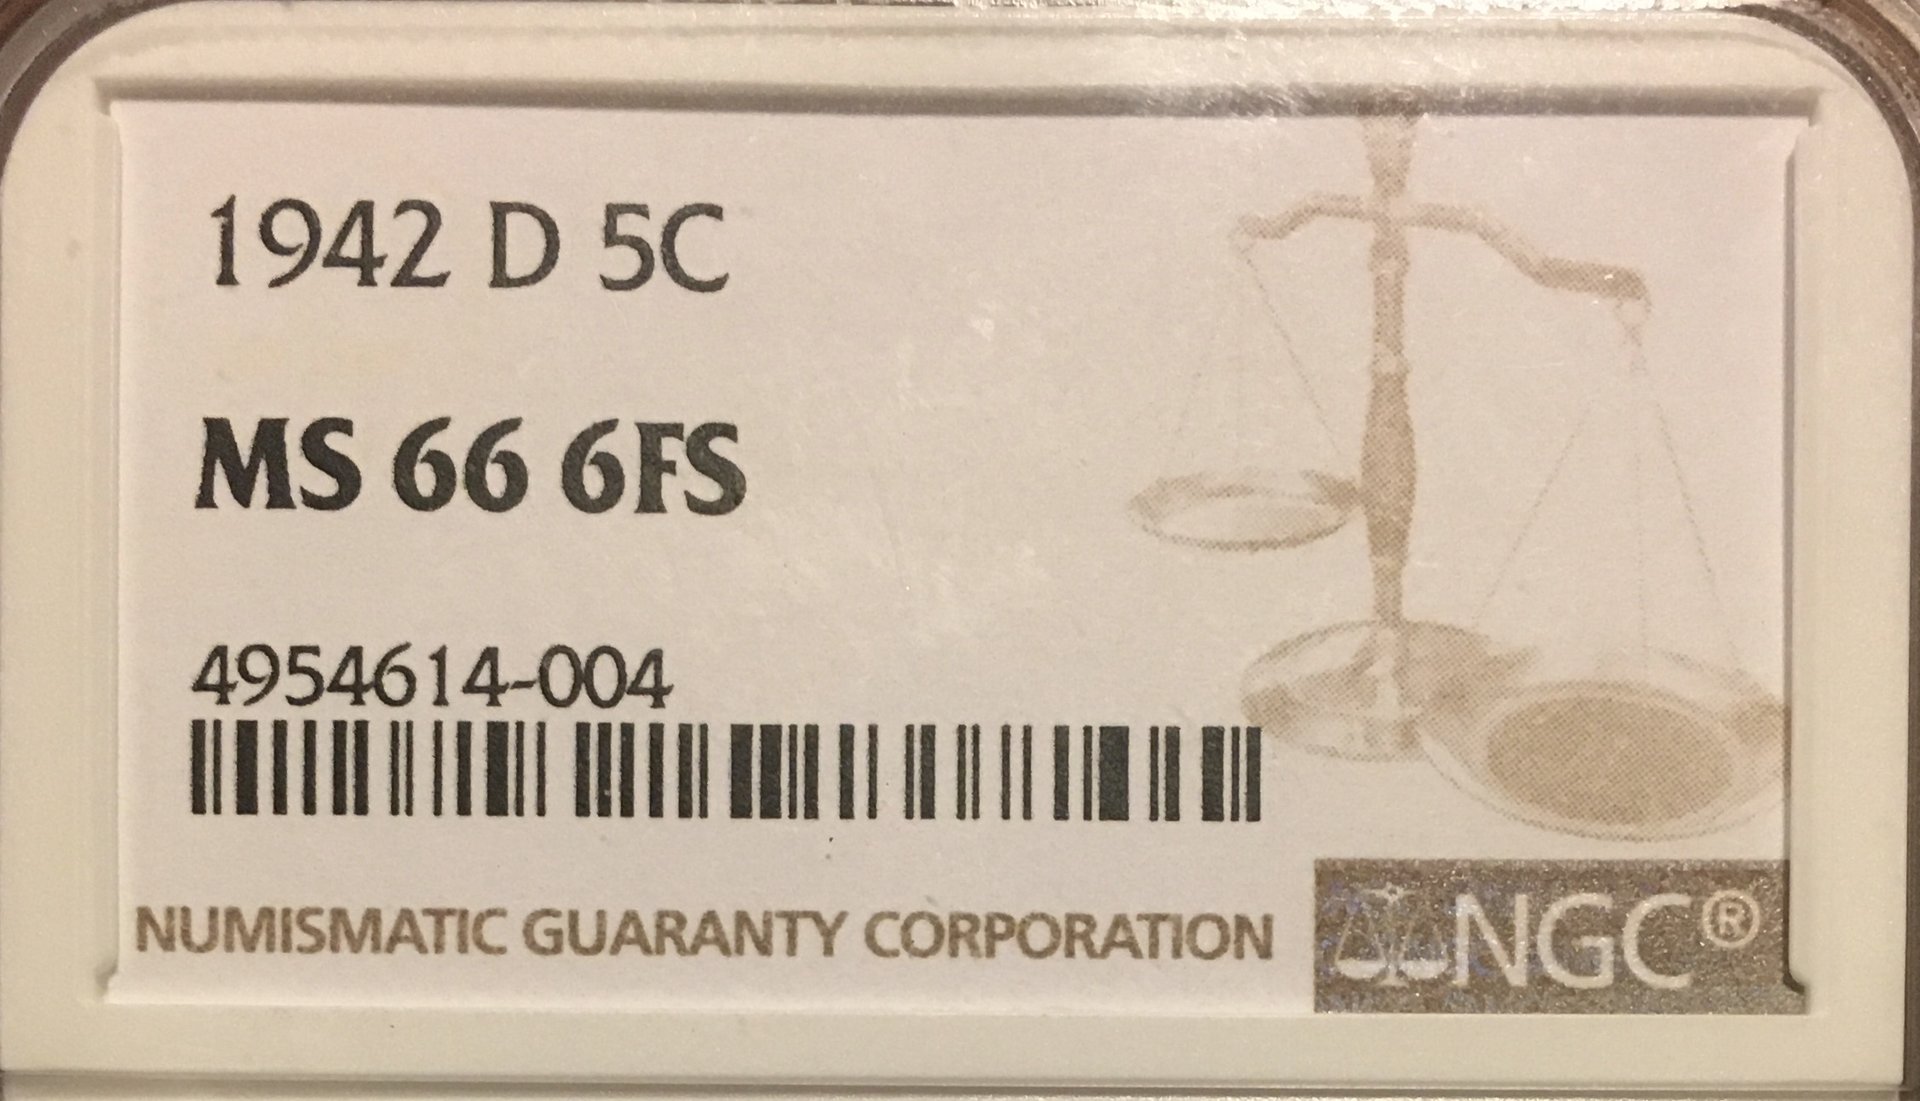 1942 D 5C
MS 66 6FS
4954614-004
NUMISMATIC GUARANTY CORPORATION
NGC®